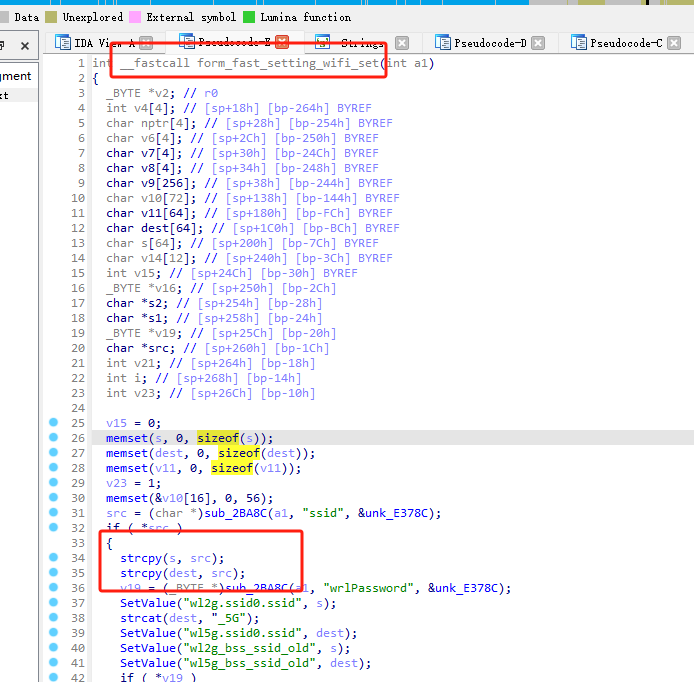 Data Unexplored External symbol Lumina function
IDA View-A Pseudocode-E Strings Pseudocode-D Pseudocode-C
gment
xt
1 int __fastcall form_fast_setting_wifi_set(int a1)
2 {
3 _BYTE *v2; // r0
4 int v4[4]; // [sp+18h] [bp-264h] BYREF
5 char nptr[4]; // [sp+28h] [bp-254h] BYREF
6 char v6[4]; // [sp+2Ch] [bp-250h] BYREF
7 char v7[4]; // [sp+30h] [bp-24Ch] BYREF
8 char v8[4]; // [sp+34h] [bp-248h] BYREF
9 char v9[256]; // [sp+38h] [bp-244h] BYREF
10 char v10[72]; // [sp+138h] [bp-144h] BYREF
11 char v11[64]; // [sp+180h] [bp-FCh] BYREF
12 char dest[64]; // [sp+1C0h] [bp-BCh] BYREF
13 char s[64]; // [sp+200h] [bp-7Ch] BYREF
14 char v14[12]; // [sp+240h] [bp-3Ch] BYREF
15 int v15; // [sp+24Ch] [bp-30h] BYREF
16 _BYTE *v16; // [sp+250h] [bp-2Ch]
17 char *s2; // [sp+254h] [bp-28h]
18 char *s1; // [sp+258h] [bp-24h]
19 _BYTE *v19; // [sp+25Ch] [bp-20h]
20 char *src; // [sp+260h] [bp-1Ch]
21 int v21; // [sp+264h] [bp-18h]
22 int i; // [sp+268h] [bp-14h]
23 int v23; // [sp+26Ch] [bp-10h]
24
25 v15 = 0;
26 memset(s, 0, sizeof(s));
27 memset(dest, 0, sizeof(dest));
28 memset(v11, 0, sizeof(v11));
29 v23 = 1;
30 memset(&v10[16], 0, 56);
31 src = (char *)sub_2BA8C(a1, "ssid", &unk_E378C);
32 if ( *src )
33 {
34 strcpy(s, src);
35 strcpy(dest, src);
36 v19 = (_BYTE *)sub_2BA8C(a1, "wrlPassword", &unk_E378C);
37 SetValue("wl2g.ssid0.ssid", s);
38 strcat(dest, "_5G");
39 SetValue("wl5g.ssid0.ssid", dest);
40 SetValue("wl2g_bss_ssid_old", s);
41 SetValue("wl5g_bss_ssid_old", dest);
42 if ( *v19 )